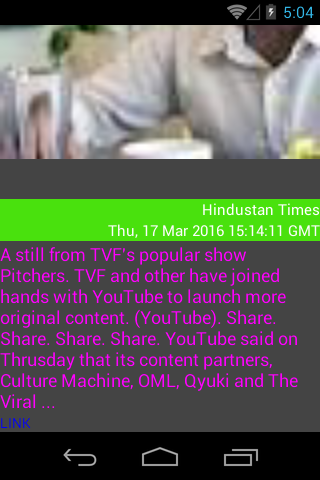 5:04
Hindustan Times
Thu, 17 Mar 2016 15:14:11 GMT
A still from TVF's popular show
Pitchers. TVF and other have joined
hands with YouTube to launch more
original content. (YouTube). Share.
Share. Share. Share. YouTube said on
Thrusday that its content partners,
Culture Machine, OML, Qyuki and The
Viral ...
LINK